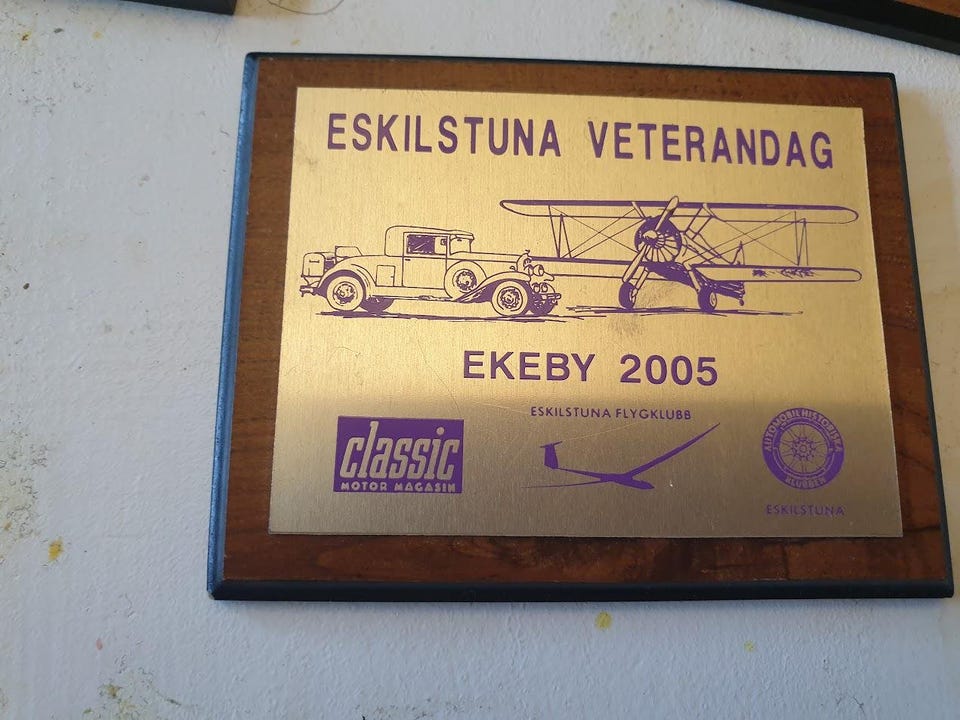 ESKILSTUNA VETERANDAG
EKEBY 2005
classic
MOTOR MAGASIN
ESKILSTUNA FLYGKLUBB
AUTOMOBILHISTORISKA
KLUBBEN
ESKILSTUNA